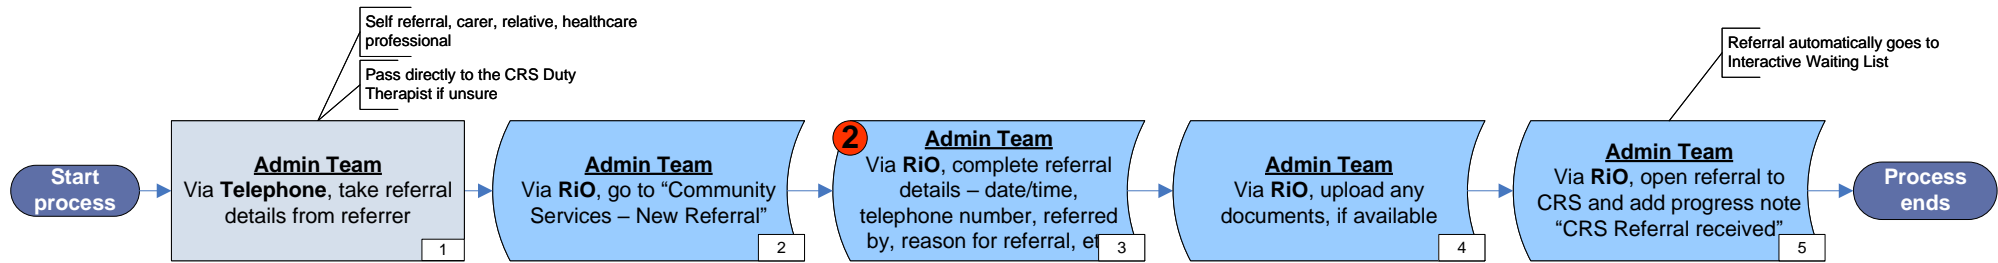 Self referral, carer, relative, healthcare
professional
Pass directly to the CRS Duty
Therapist if unsure
Referral automatically goes to
Interactive Waiting List
Start
process
Admin Team
Via Telephone, take referral
details from referrer
1
Admin Team
Via RiO, go to “Community
Services – New Referral”
2
2
Admin Team
Via RiO, complete referral
details – date/time,
telephone number, referred
by, reason for referral,
3
Admin Team
Via RiO, upload any
documents, if available
4
Admin Team
Via RiO, open referral to
CRS and add progress note
“CRS Referral received”
5
Process
ends